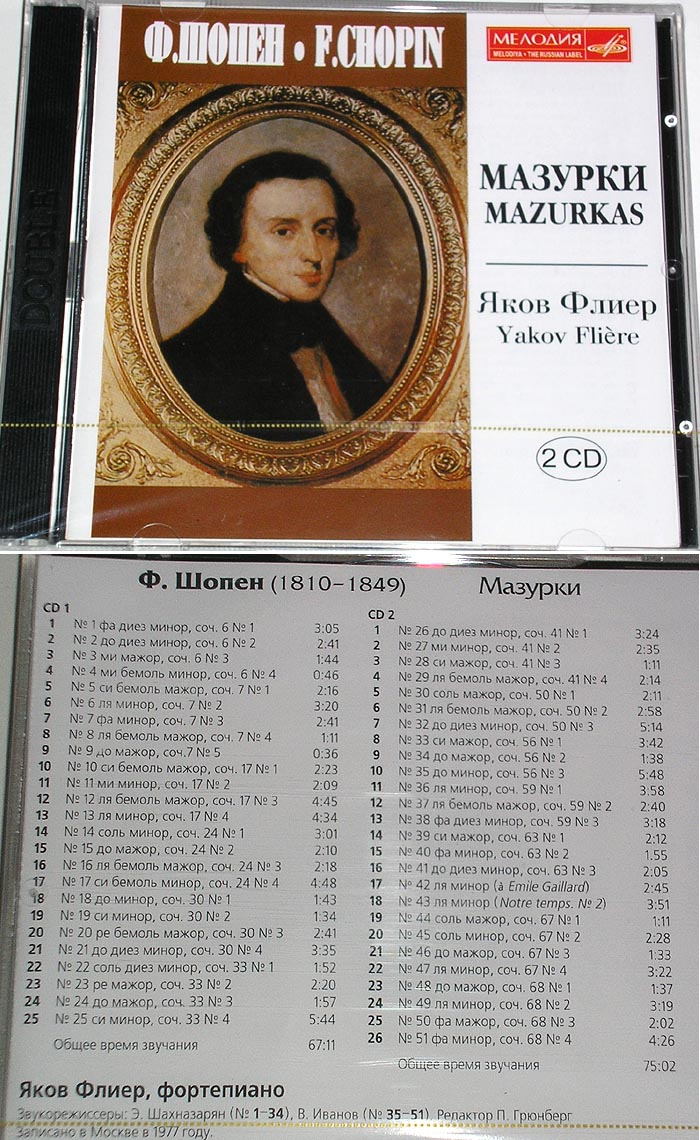 Ф.ШОПЕН • F.CHOPIN
МЕЛОДИЯ
MELODIYA • THE RUSSIAN LABEL
МАЗУРКИ
MAZURKAS
Яков Флиер
Yakov Flière
2 CD
DOUBLE
Ф. Шопен (1810–1849) Мазурки
CD 1
1 № 1 фа диез минор, соч. 6 № 1 3:05
2 № 2 до диез минор, соч. 6 № 2 2:41
3 № 3 ми мажор, соч. 6 № 3 1:44
4 № 4 ми бемоль минор, соч. 6 № 4 0:46
5 № 5 си бемоль мажор, соч. 7 № 1 2:16
6 № 6 ля минор, соч. 7 № 2 3:20
7 № 7 фа минор, соч. 7 № 3 2:41
8 № 8 ля бемоль мажор, соч. 7 № 4 1:11
9 № 9 до мажор, соч.7 № 5 0:36
10 № 10 си бемоль мажор, соч. 17 № 1 2:23
11 № 11 ми минор, соч. 17 № 2 2:09
12 № 12 ля бемоль мажор, соч. 17 № 3 4:45
13 № 13 ля минор, соч. 17 № 4 4:34
14 № 14 соль минор, соч. 24 № 1 3:01
15 № 15 до мажор, соч. 24 № 2 2:10
16 № 16 ля бемоль мажор, соч. 24 № 3 2:18
17 № 17 си бемоль минор, соч. 24 № 4 4:48
18 № 18 до минор, соч. 30 № 1 1:43
19 № 19 си минор, соч. 30 № 2 1:34
20 № 20 ре бемоль мажор, соч. 30 № 3 2:41
21 № 21 до диез минор, соч. 30 № 4 3:35
22 № 22 соль диез минор, соч. 33 № 1 1:52
23 № 23 ре мажор, соч. 33 № 2 2:20
24 № 24 до мажор, соч. 33 № 3 1:57
25 № 25 си минор, соч. 33 № 4 5:44
Общее время звучания 67:11
CD 2
1 № 26 до диез минор, соч. 41 № 1 3:24
2 № 27 ми минор, соч. 41 № 2 2:35
3 № 28 си мажор, соч. 41 № 3 1:11
4 № 29 ля бемоль мажор, соч. 41 № 4 2:14
5 № 30 соль мажор, соч. 50 № 1 2:11
6 № 31 ля бемоль мажор, соч. 50 № 2 2:58
7 № 32 до диез минор, соч. 50 № 3 5:14
8 № 33 си мажор, соч. 56 № 1 3:42
9 № 34 до мажор, соч. 56 № 2 1:38
10 № 35 до минор, соч. 56 № 3 5:48
11 № 36 ля минор, соч. 59 № 1 3:58
12 № 37 ля бемоль мажор, соч. 59 № 2 2:40
13 № 38 фа диез минор, соч. 59 № 3 3:18
14 № 39 си мажор, соч. 63 № 1 2:12
15 № 40 фа минор, соч. 63 № 2 1.55
16 № 41 до диез минор, соч. 63 № 3 2:05
17 № 42 ля минор (à Emile Gaillard) 2:45
18 № 43 ля минор (Notre temps. № 2) 3:51
19 № 44 соль мажор, соч. 67 № 1 1:11
20 № 45 соль минор, соч. 67 № 2 2:28
21 № 46 до мажор, соч. 67 № 3 1:33
22 № 47 ля минор, соч. 67 № 4 3:22
23 № 48 до мажор, соч. 68 № 1 1:37
24 № 49 ля минор, соч. 68 № 2 3:19
25 № 50 фа мажор, соч. 68 № 3 2:02
26 № 51 фа минор, соч. 68 № 4 4:26
Общее время звучания 75:02
Яков Флиер, фортепиано
Звукорежиссеры: Э. Шахназарян (№ 1–34), В. Иванов (№ 35–51). Редактор П. Грюнберг
Записано в Москве в 1977 году.